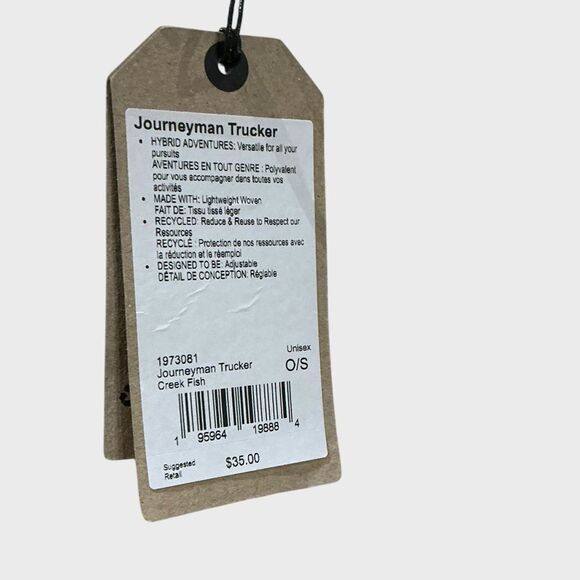 Journeyman Trucker
• HYBRID ADVENTURES: Versatile for all your
pursuits
AVENTURES EN TOUT GENRE : Polyvalent
pour vous accompagner dans toutes vos
activités
• MADE WITH: Lightweight Woven
FAIT DE: Tissu tissé léger
• RECYCLED: Reduce & Reuse to Respect our
Resources
RECYCLÉ : Protection de nos ressources avec
la réduction et le réemploi
• DESIGNED TO BE: Adjustable
DÉTAIL DE CONCEPTION: Réglable
1973081
Journeyman Trucker
Creek Fish
Unisex
O/S
1 95964 19888 4
Suggested
Retail
$35.00